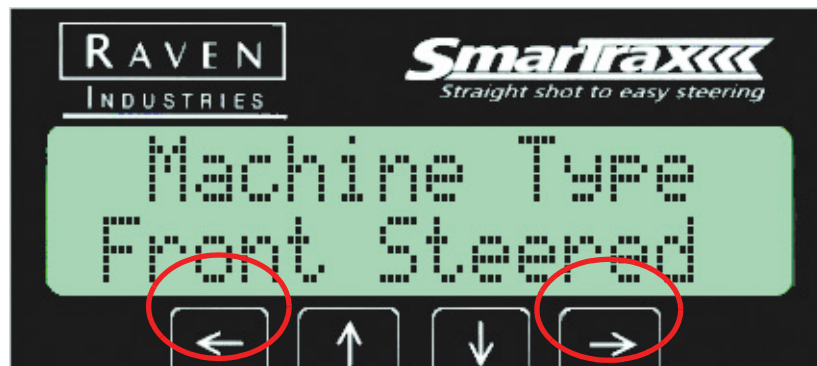 RAVEN
INDUSTRIES
SmarTrax
Straight shot to easy steering
Machine Type
Front Steered